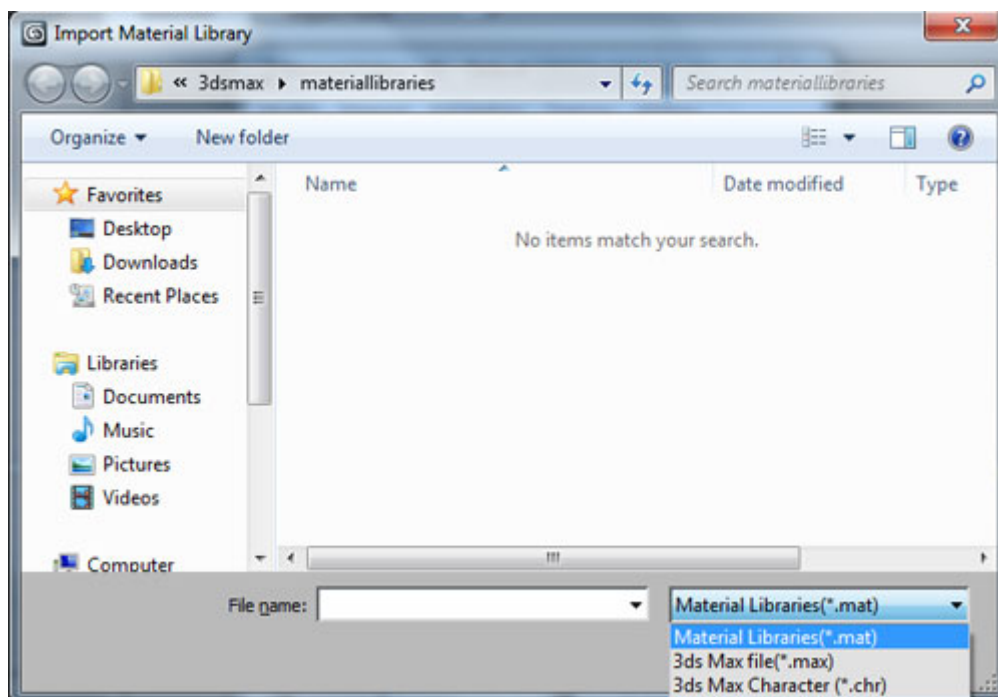 Import Material Library
« 3dsmax materiallibraries
Search materiallibraries
Organize New folder
Name Date modified Type
Favorites
No items match your search.
Desktop
Downloads
Recent Places
Libraries
Documents
Music
Pictures
Videos
Computer
File name: Material Libraries(*.mat)
Material Libraries(*.mat)
3ds Max file(*.max)
3ds Max Character (*.chr)